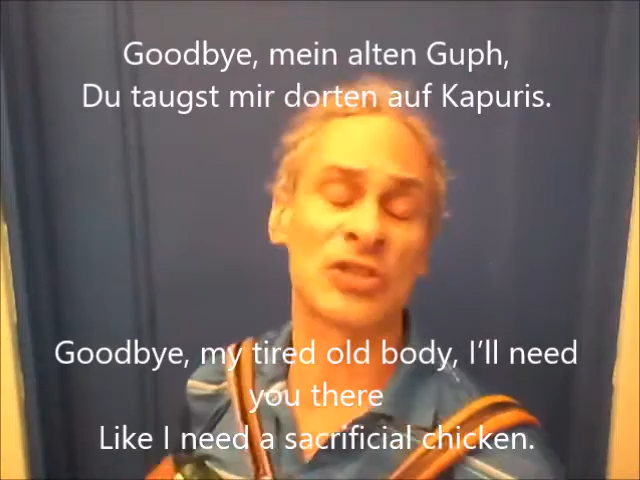 Goodbye, mein alten Guph,
Du taugst mir dorten auf Kapuris.
Goodbye, my tired old body, I’ll need
you there
Like I need a sacrificial chicken.